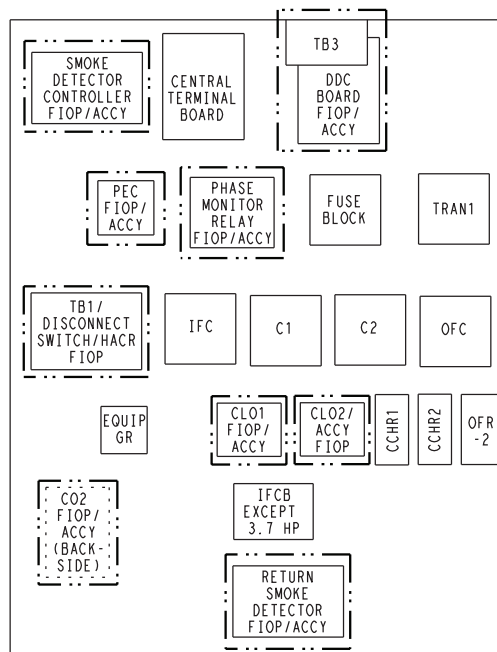 SMOKE
DETECTOR
CONTROLLER
FIOP/ACCY
CENTRAL
TERMINAL
BOARD
TB3
DDC
BOARD
FIOP/
ACCY
PEC
FIOP/
ACCY
PHASE
MONITOR
RELAY
FIOP/ACCY
FUSE
BLOCK
TRAN1
TB1/
DISCONNECT
SWITCH/HACR
FIOP
IFC
C1
C2
OFC
EQUIP
GR
CLO1
FIOP/
ACCY
CLO2/
ACCY
FIOP
CCHR1
CCHR2
OFR
-2
CO2
FIOP/
ACCY
(BACK-
SIDE)
IFCB
EXCEPT
3.7 HP
RETURN
SMOKE
DETECTOR
FIOP/ACCY